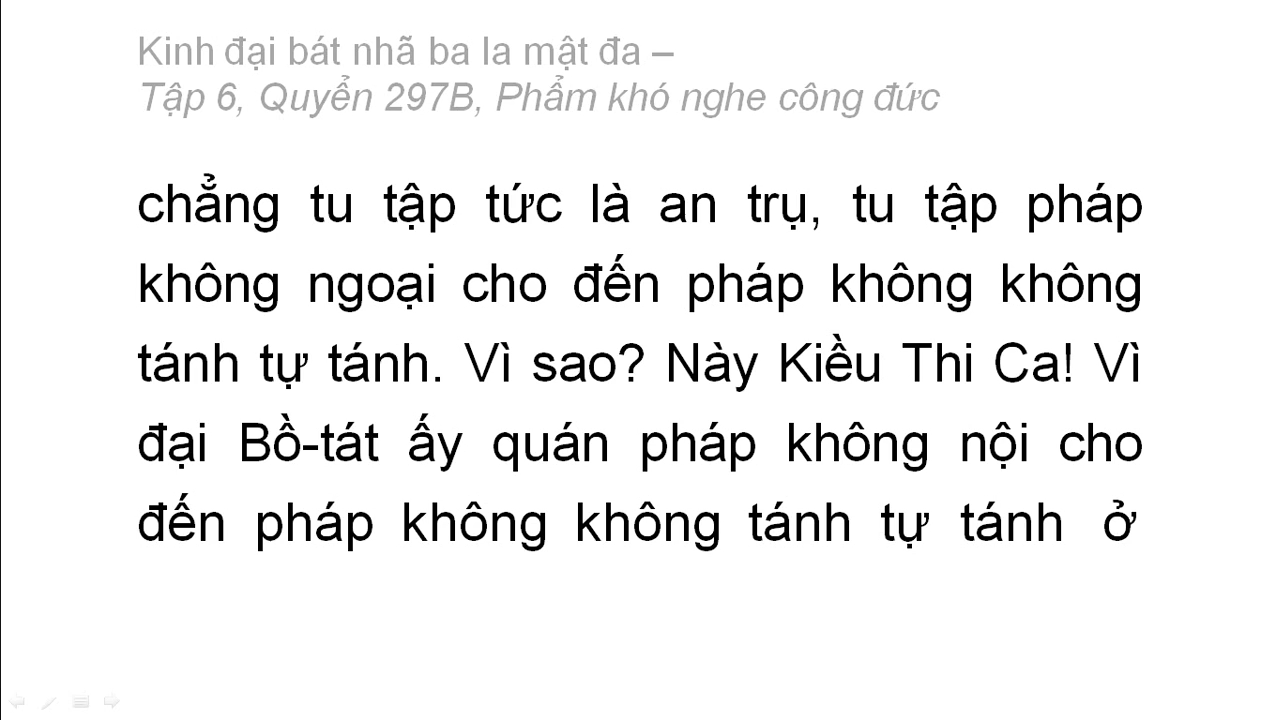 Kinh đại bát nhã ba la mật đa –
Tập 6, Quyển 297B, Phẩm khó nghe công đức
chẳng tu tập tức là an trụ, tu tập pháp
không ngoại cho đến pháp không không
tánh tự tánh. Vì sao? Này Kiều Thi Ca! Vì
đại Bồ-tát ấy quán pháp không nội cho
đến pháp không không tánh tự tánh ở